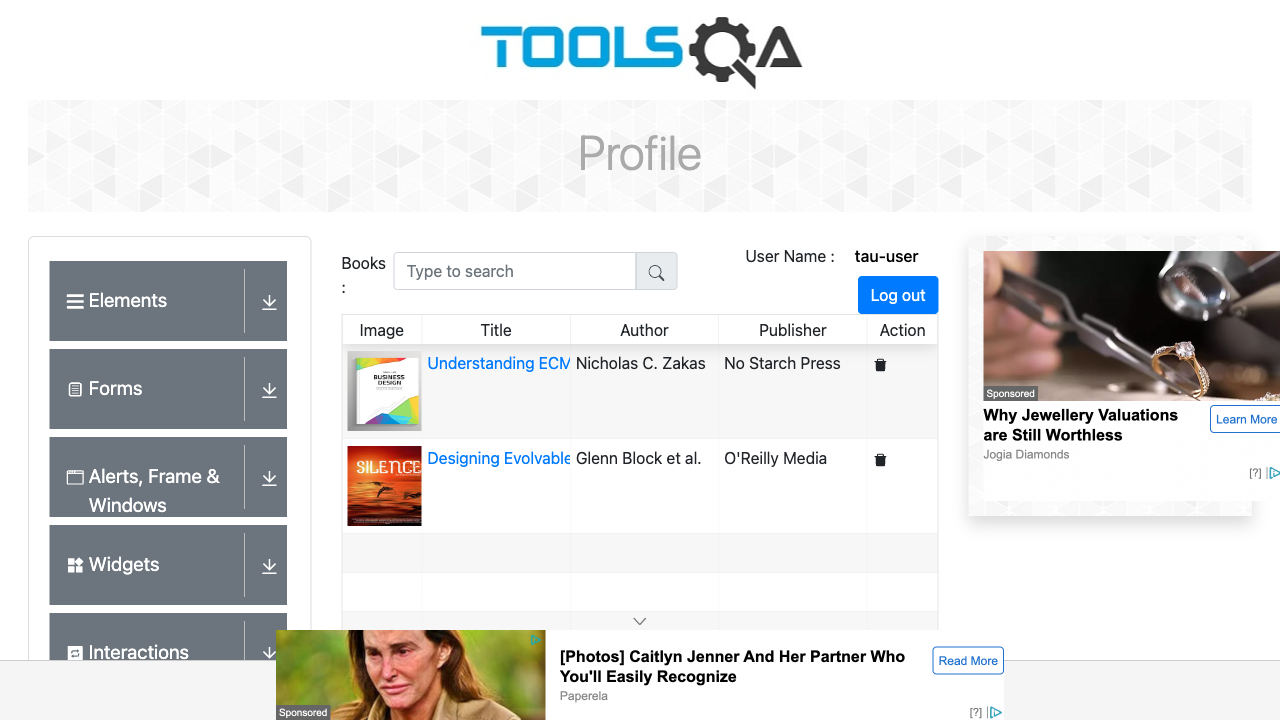 TOOLSQA
Profile
Elements
Forms
Alerts, Frame &
Windows
Widgets
Interactions
Books
:
Type to search
User Name :
tau-user
Log out
Image
Title
Author
Publisher
Action
BUSINESS
DESIGN
Understanding ECM
Nicholas C. Zakas
No Starch Press
SILENCE
Designing Evolvable
Glenn Block et al.
O'Reilly Media
Sponsored
Why Jewellery Valuations
are Still Worthless
Jogia Diamonds
Learn More
[?]
Sponsored
[Photos] Caitlyn Jenner And Her Partner Who
You'll Easily Recognize
Paperela
Read More
[?]